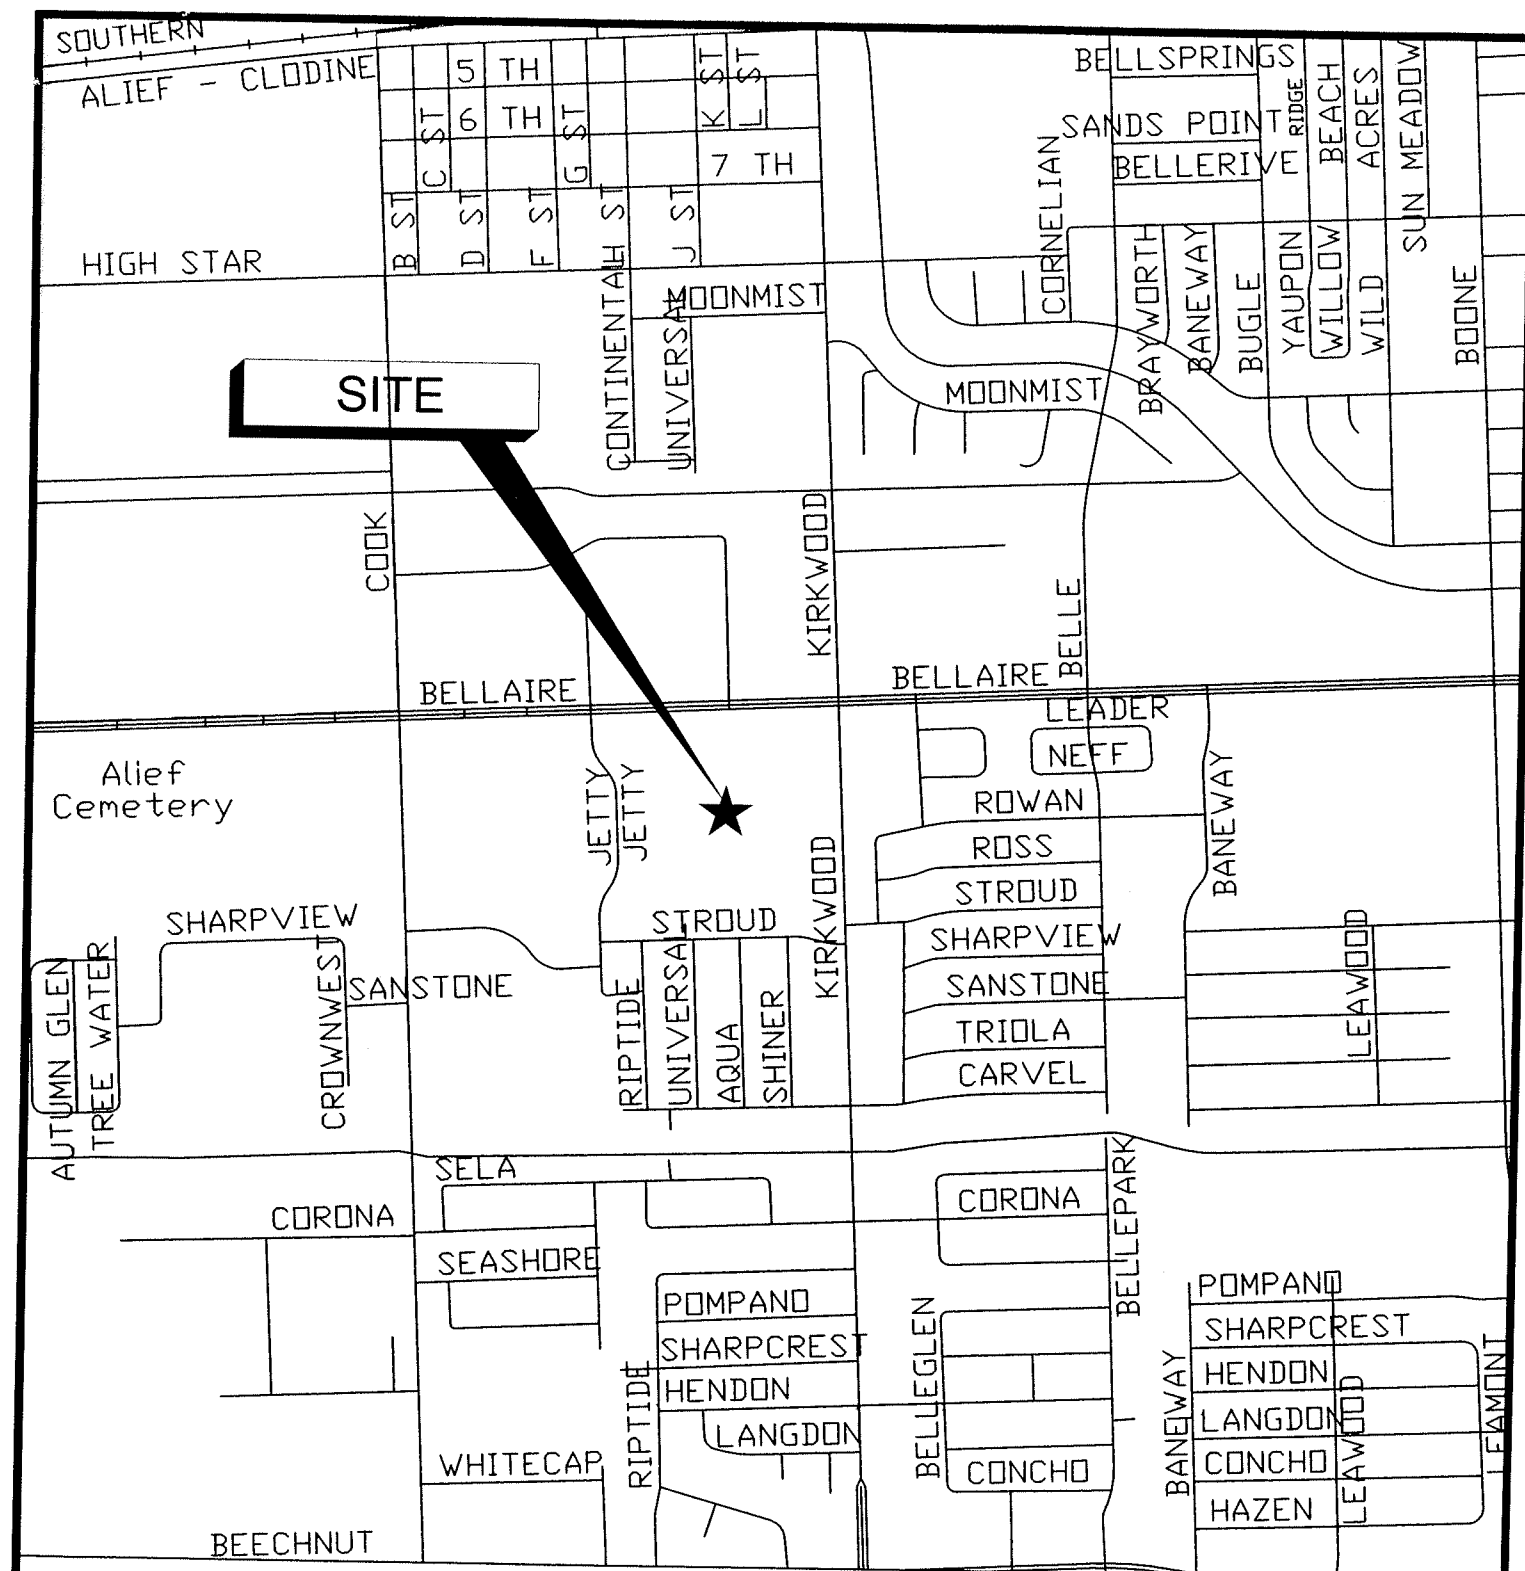 SOUTHERN
ALIEF - CLODINE
5 TH
6 TH
7 TH
K ST
L ST
C ST
G ST
B ST
D ST
F ST
H ST
J ST
HIGH STAR
BELLSPRINGS
SANDS POINT
BELLERIVE
RIDGE
BEACH
ACRES
SUN MEADOW
CORNELIAN
BRAYWORTH
BANEWAY
BUGLE
YAUPON
WILLOW
WILD
BOONE
CONTINENTAL
UNIVERSAL
MOONMIST
MOONMIST
SITE
COOK
KIRKWOOD
BELLE
BELLAIRE
BELLAIRE
LEADER
NEFF
Alief
Cemetery
JETTY
JETTY
ROWAN
ROSS
STROUD
BANEWAY
KIRKWOOD
SHARPVIEW
STROUD
SHARPVIEW
LEAWOOD
AUTUMN GLEN
TREE WATER
CROWNWEST
SANSTONE
RIPTIDE
UNIVERSAL
AQUA
SHINER
SANSTONE
TRIOLA
CARVEL
SELA
CORONA
CORONA
BELLEPARK
SEASHORE
POMPANO
SHARPCREST
HENDON
LANGDON
RIPTIDE
BELLEGLEN
POMPANO
SHARPCREST
HENDON
LANGDON
CONCHO
HAZEN
BANEWAY
LEAWOOD
LEAMONT
WHITECAP
CONCHO
BEECHNUT